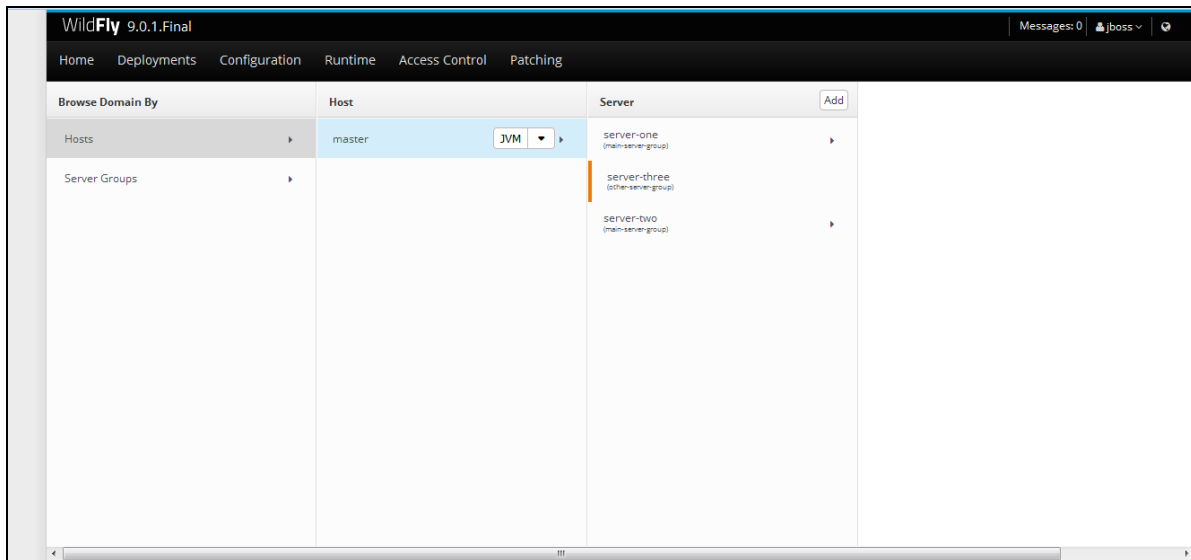 WildFly 9.0.1.Final
Messages: 0
jboss
Home Deployments Configuration Runtime Access Control Patching
Browse Domain By
Hosts
Server Groups
Host
master
JVM
Server
Add
server-one
(main-server-group)
server-three
(other-server-group)
server-two
(main-server-group)